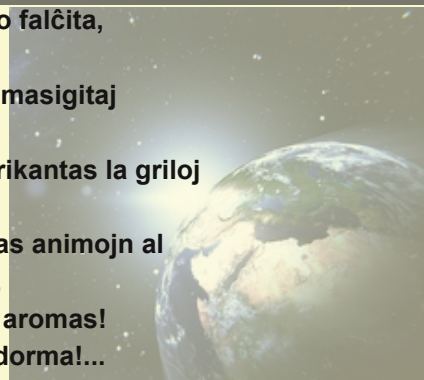 o falĉita,
masigitaj
rikantas la griloj
as animojn al
aromas!
dorma!...